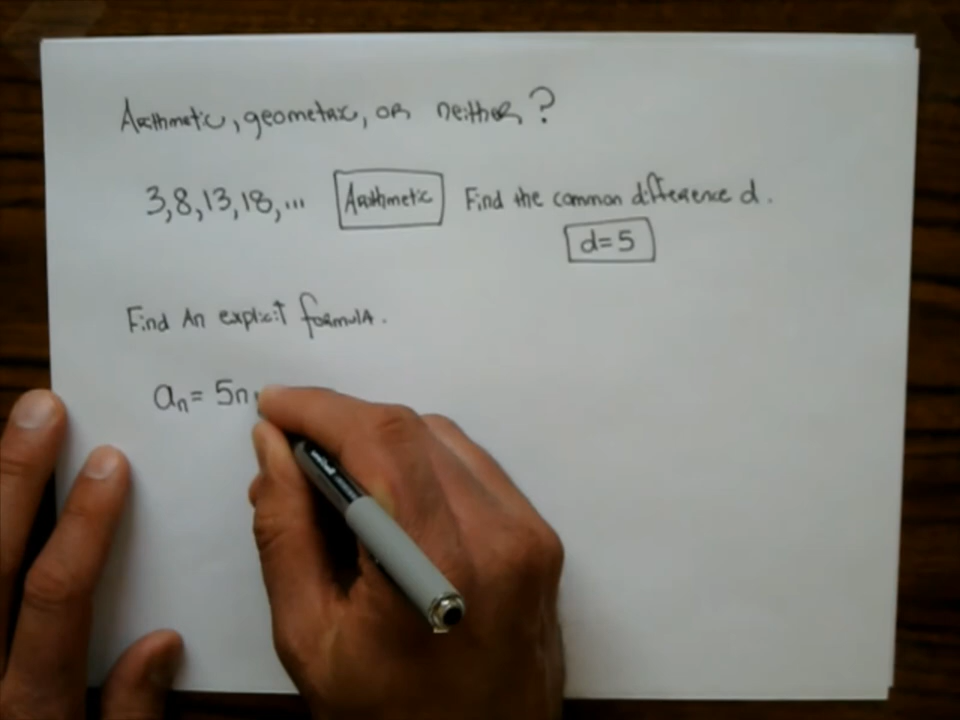 Arithmetic, geometric, or neither?
3,8,13,18,... Arithmetic Find the common difference d.
d=5
Find An explicit formula.
aₙ= 5n